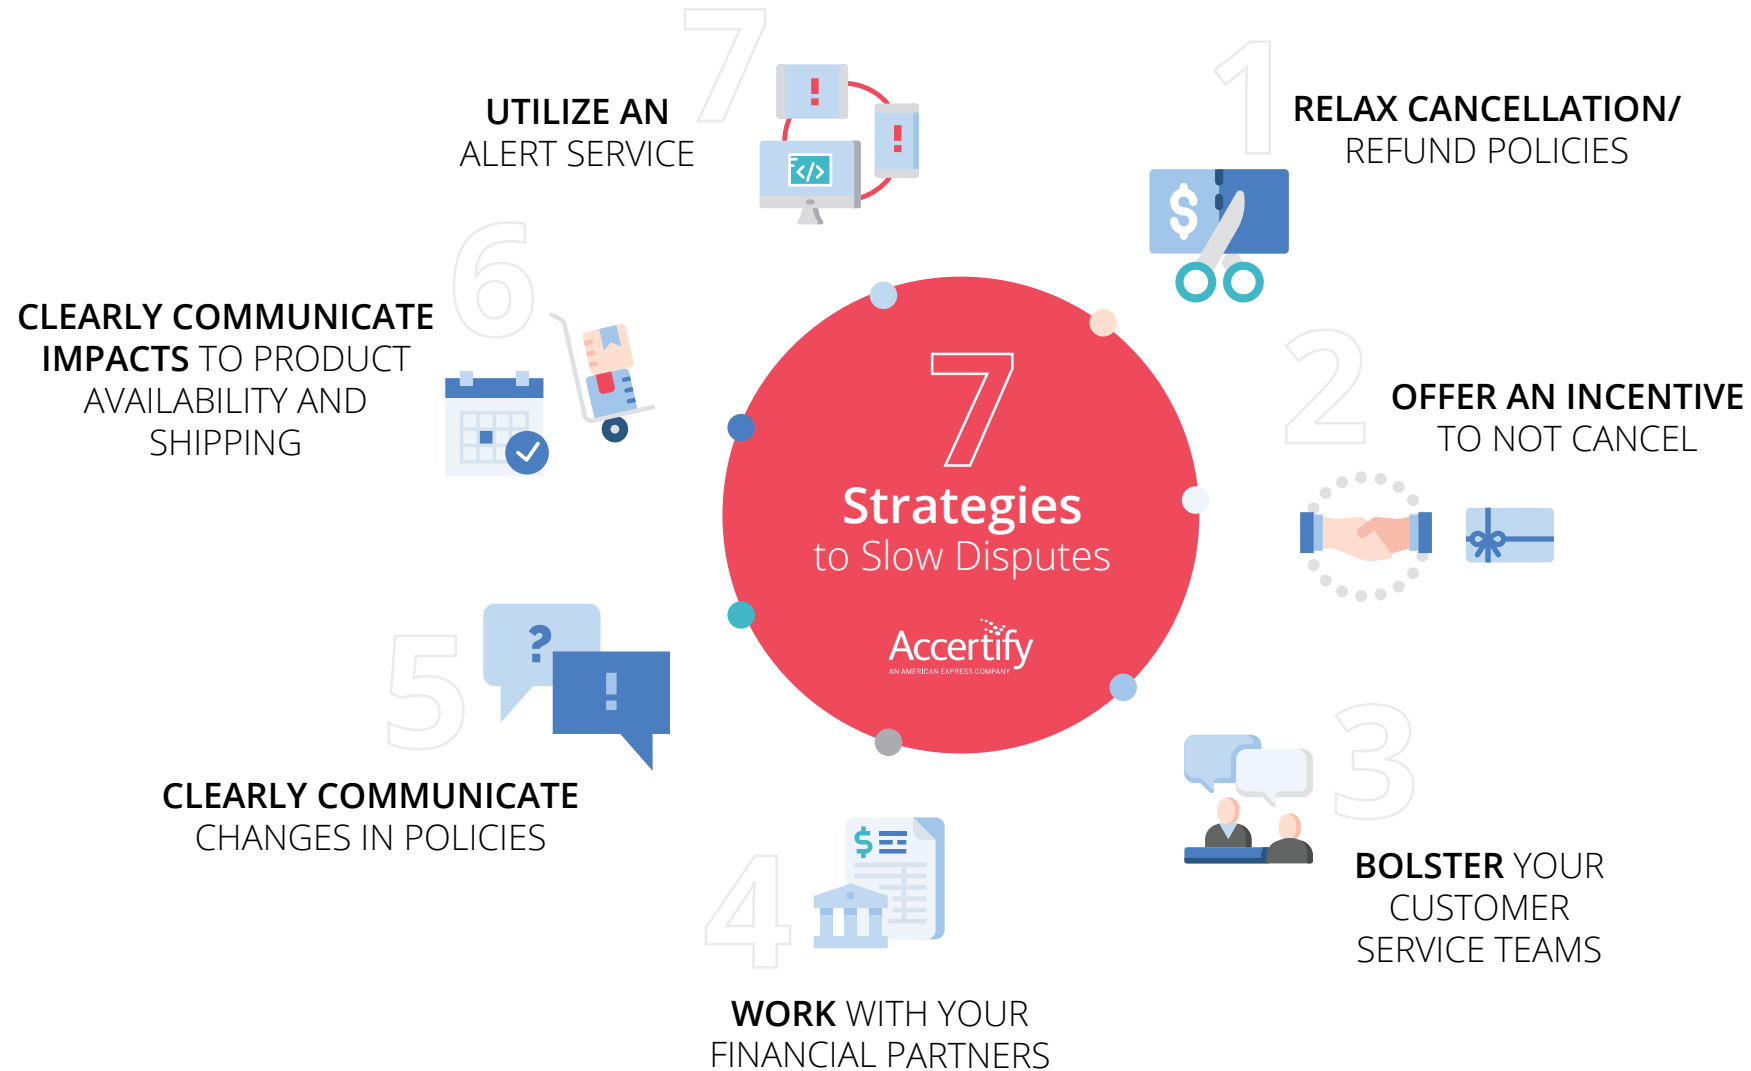 7
Strategies
to Slow Disputes
Accertify
AN AMERICAN EXPRESS COMPANY
1
RELAX CANCELLATION/
REFUND POLICIES
$
2
OFFER AN INCENTIVE
TO NOT CANCEL
3
BOLSTER YOUR
CUSTOMER
SERVICE TEAMS
4
$
WORK WITH YOUR
FINANCIAL PARTNERS
5
?
!
CLEARLY COMMUNICATE
CHANGES IN POLICIES
6
CLEARLY COMMUNICATE
IMPACTS TO PRODUCT
AVAILABILITY AND
SHIPPING
7
UTILIZE AN
ALERT SERVICE
!
!
</>